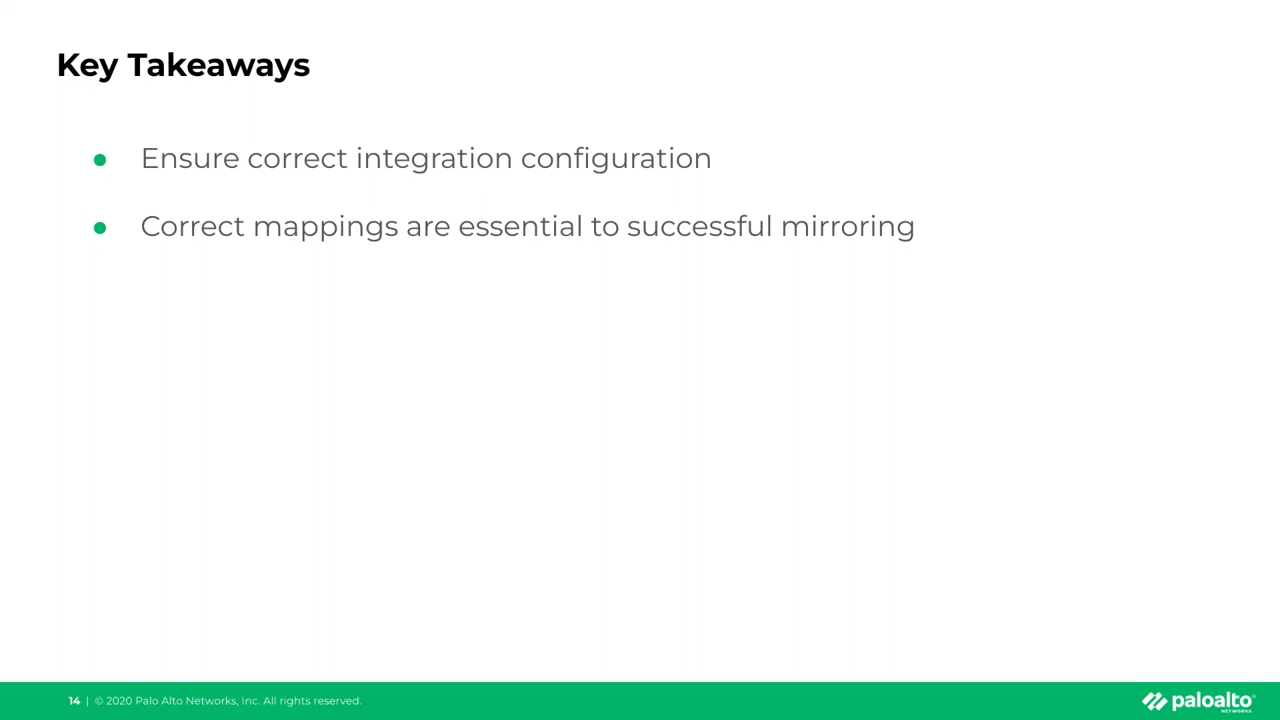 Key Takeaways
● Ensure correct integration configuration
● Correct mappings are essential to successful mirroring
14 | © 2020 Palo Alto Networks, Inc. All rights reserved.
paloalto
NETWORKS